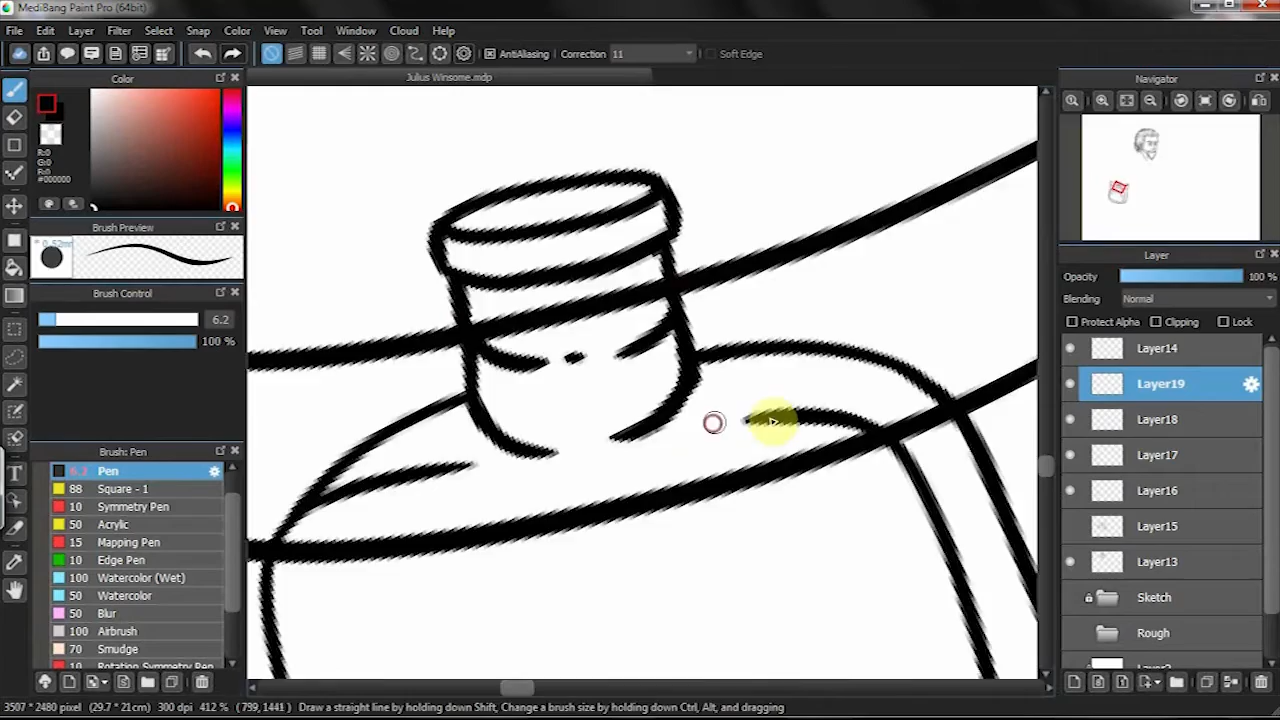 MediBang Paint Pro (64bit)
File Edit Layer Filter Select Snap Color View Tool Window Cloud Help
AntiAliasing Correction 11 Soft Edge
Color
Julius Winsome.mdp
Navigator
R:0
G:0
B:0
#000000
Brush Preview
0.52mm
Brush Control
6.2
100 %
Layer
Opacity 100 %
Blending Normal
Protect Alpha Clipping Lock
Layer14
Layer19
Layer18
Layer17
Layer16
Layer15
Layer13
Sketch
Rough
Layer2
Brush: Pen
6.2 Pen
88 Square - 1
10 Symmetry Pen
50 Acrylic
15 Mapping Pen
10 Edge Pen
100 Watercolor (Wet)
50 Watercolor
50 Blur
100 Airbrush
70 Smudge
10 Rotation Symmetry Pen
T
3507 * 2480 pixel (29.7 * 21cm) 300 dpi 412 % (739, 1441) Draw a straight line by holding down Shift, Change a brush size by holding down Ctrl, Alt, and dragging